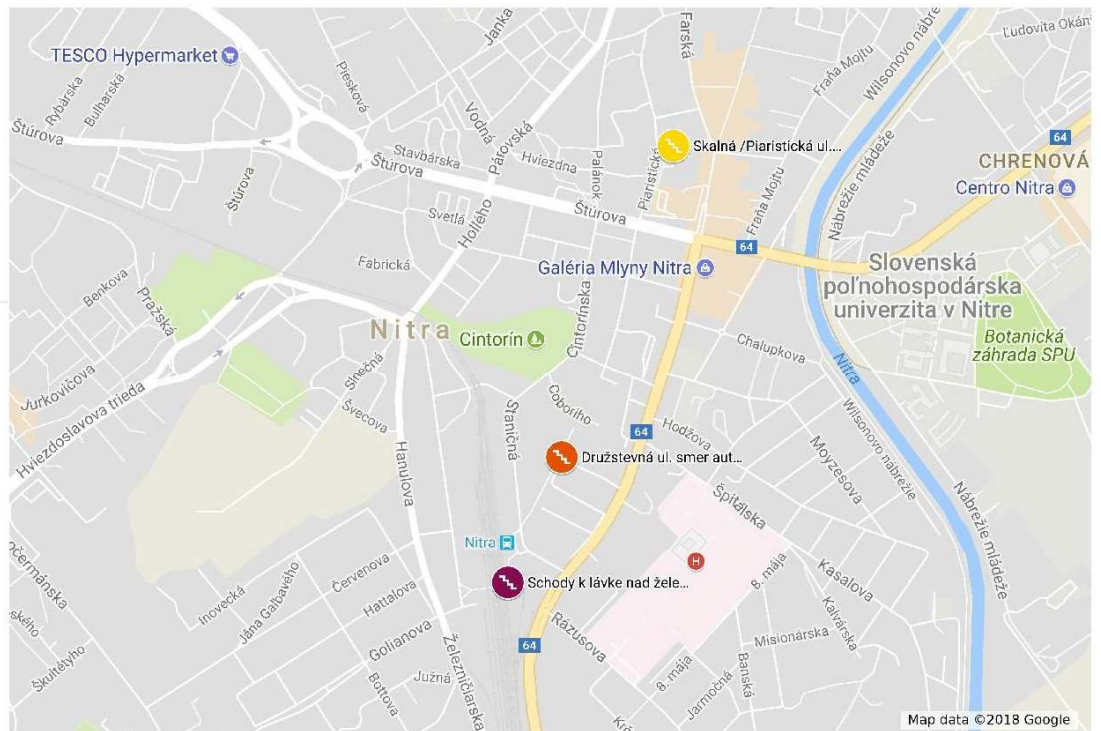 TESCO Hypermarket
Rybárska
Bulharská
Piesková
Janka
Farská
Fraňa Mojtu
Wilsonovo nábre
Ľudovíta Okán
Štúrova
Vodná
Párovská
Stavbárska
Hviezdna
Palánok
Piaristická
Skalná /Piaristická ul....
Nábrežie mládeže
64
CHRENOVÁ
Centro Nitra
Štúrova
Štúrova
Svetlá
Hollého
Štúrova
Fraňa Mojtu
64
Fabrická
Galéria Mlyny Nitra
Slovenská
poľnohospodárska
univerzita v Nitre
Benkova
Pražská
Nitra
Cintorín
Cintorínska
Chalupkova
Nitra
Botanická
záhrada SPU
Jurkovičova
Hviezdoslavova trieda
Slnečná
Švecova
Staničná
Coboriho
64
Hodžova
Moyzesova
Wilsonovo nábrežie
Hanulova
Družstevná ul. smer aut...
Špitálska
Nábrežie mládeže
Nitra
H
8. mája
Kasalova
očermánska
Inovecká
Jána Galbavého
Červenova
Hattalova
Schody k lávke nad žele...
Kalvárska
ského
Škultétyho
Golianova
Železničiarska
Rázusova
64
Misionárska
Južná
Bottova
8. mája
Jarmočná
Banská
Map data ©2018 Google